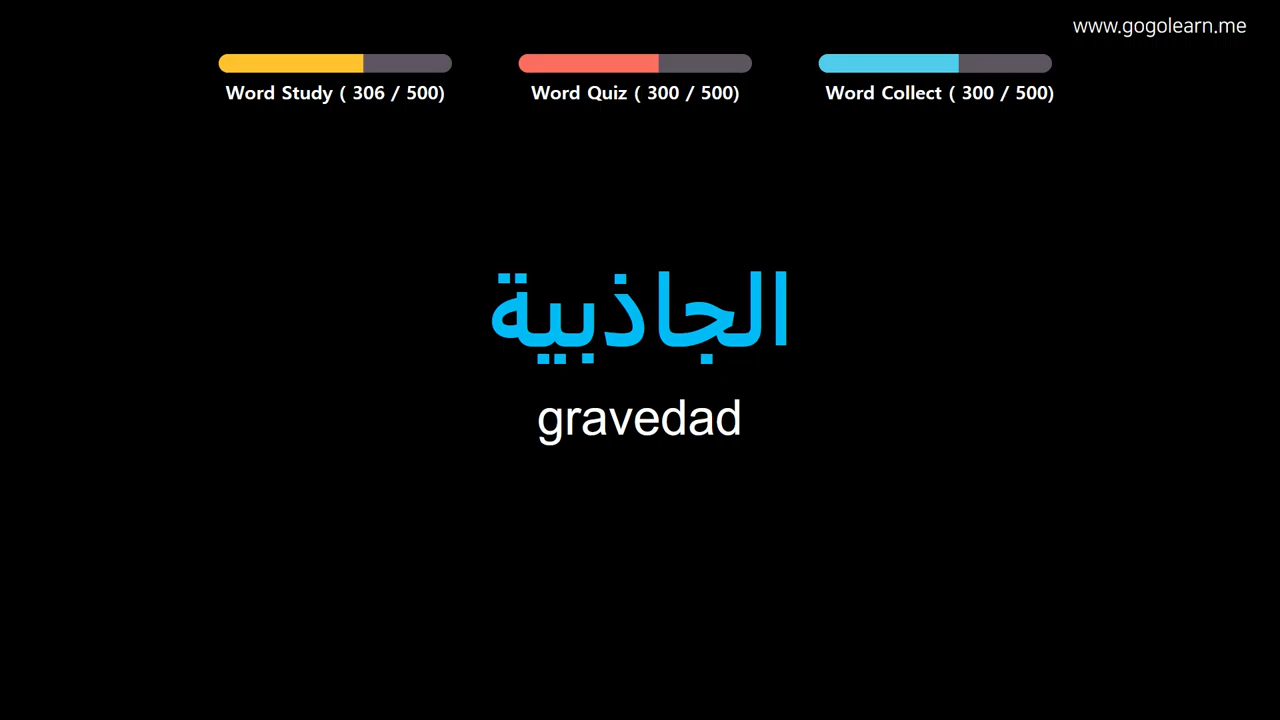 www.gogolearn.me
Word Study ( 306 / 500)
Word Quiz ( 300 / 500)
Word Collect ( 300 / 500)
الجاذبية
gravedad